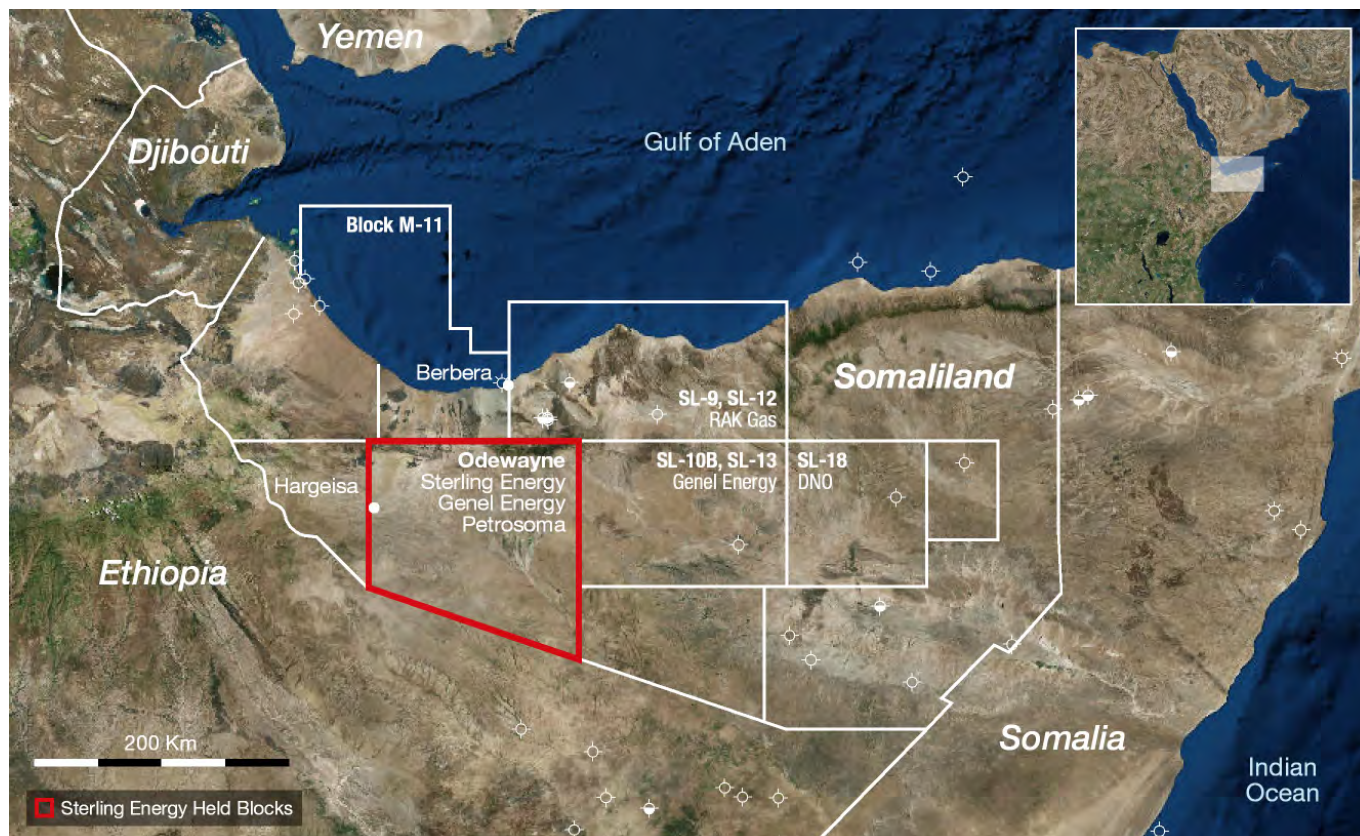 Yemen
Djibouti
Gulf of Aden
Block M-11
Berbera
Somaliland
SL-9, SL-12
RAK Gas
Odewayne
Sterling Energy
Genel Energy
Petrosoma
SL-10B, SL-13
Genel Energy
SL-18
DNO
Hargeisa
Ethiopia
Somalia
200 Km
Indian
Ocean
Sterling Energy Held Blocks